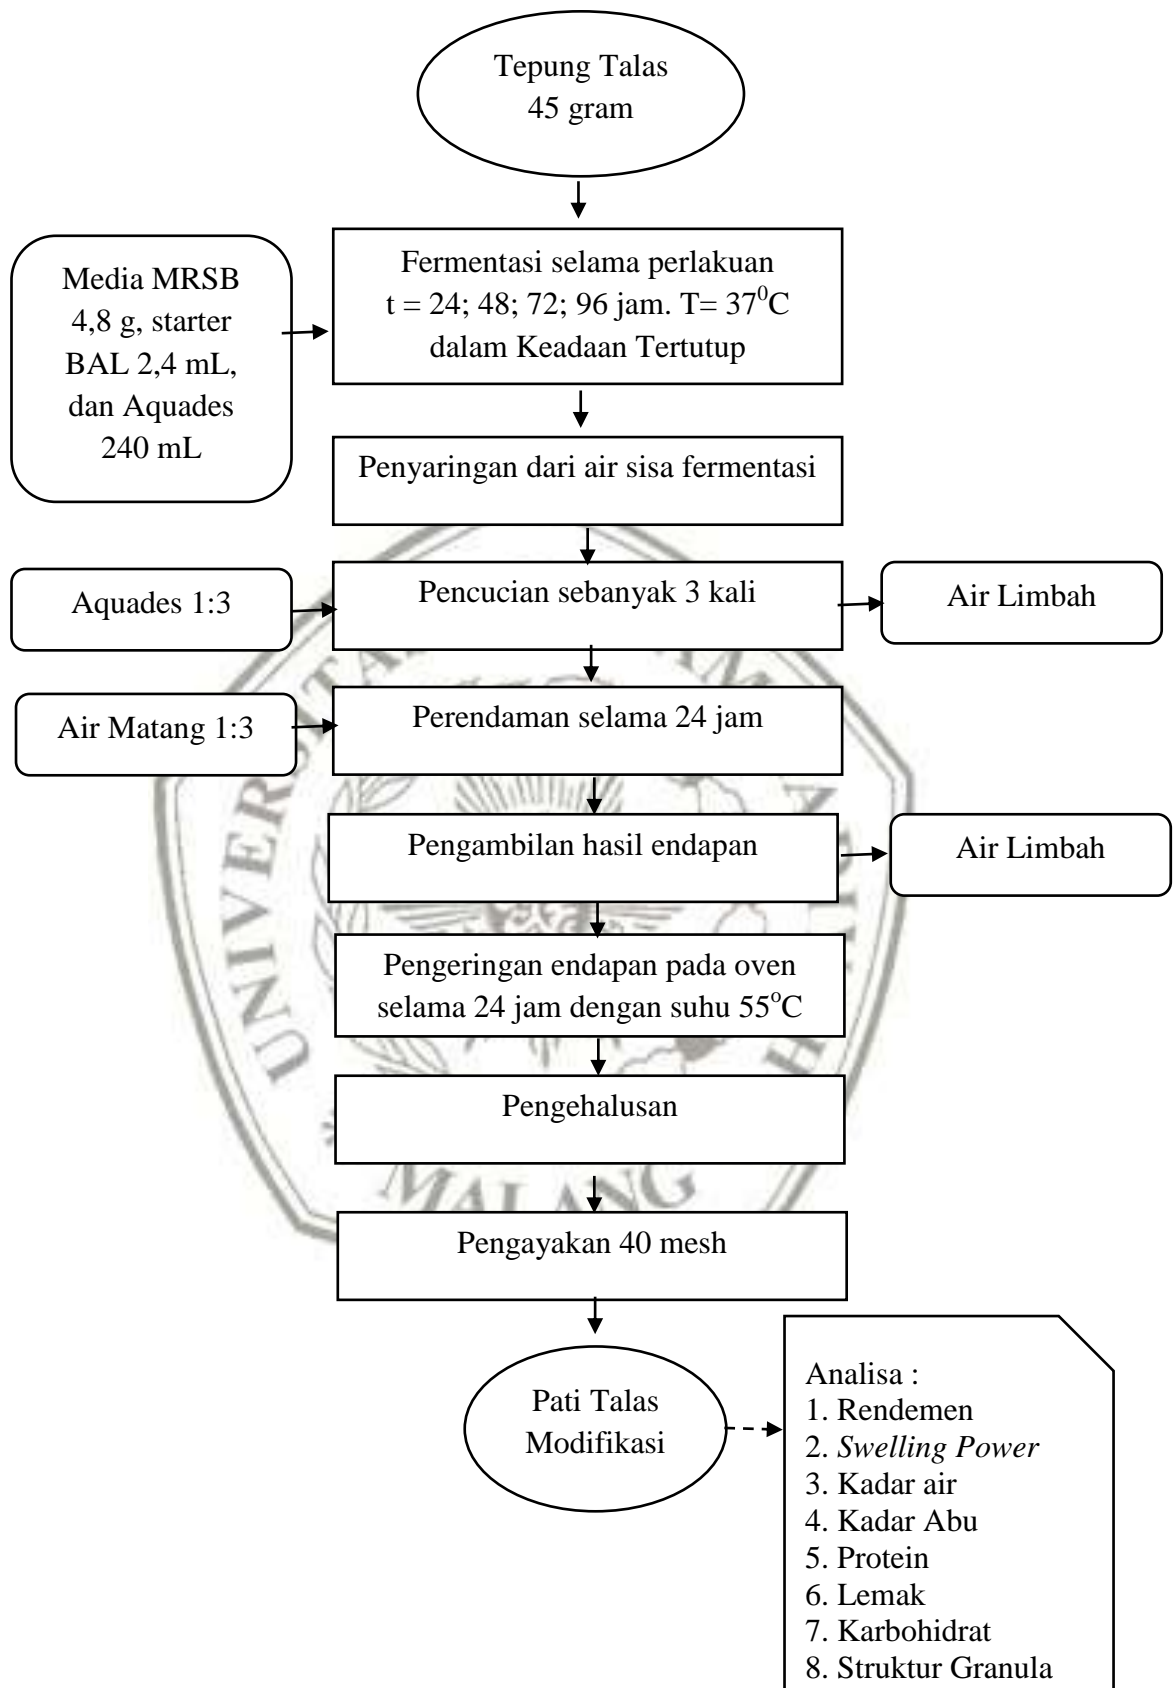 Tepung Talas
45 gram
Media MRSB
4,8 g, starter
BAL 2,4 mL,
dan Aquades
240 mL
Fermentasi selama perlakuan
t = 24; 48; 72; 96 jam. T= 37⁰C
dalam Keadaan Tertutup
Penyaringan dari air sisa fermentasi
Aquades 1:3
Pencucian sebanyak 3 kali
Air Limbah
Air Matang 1:3
Perendaman selama 24 jam
Pengambilan hasil endapan
Air Limbah
Pengeringan endapan pada oven
selama 24 jam dengan suhu 55°C
Pengehalusan
Pengayakan 40 mesh
Pati Talas
Modifikasi
Analisa :
1. Rendemen
2. Swelling Power
3. Kadar air
4. Kadar Abu
5. Protein
6. Lemak
7. Karbohidrat
8. Struktur Granula
MALANG